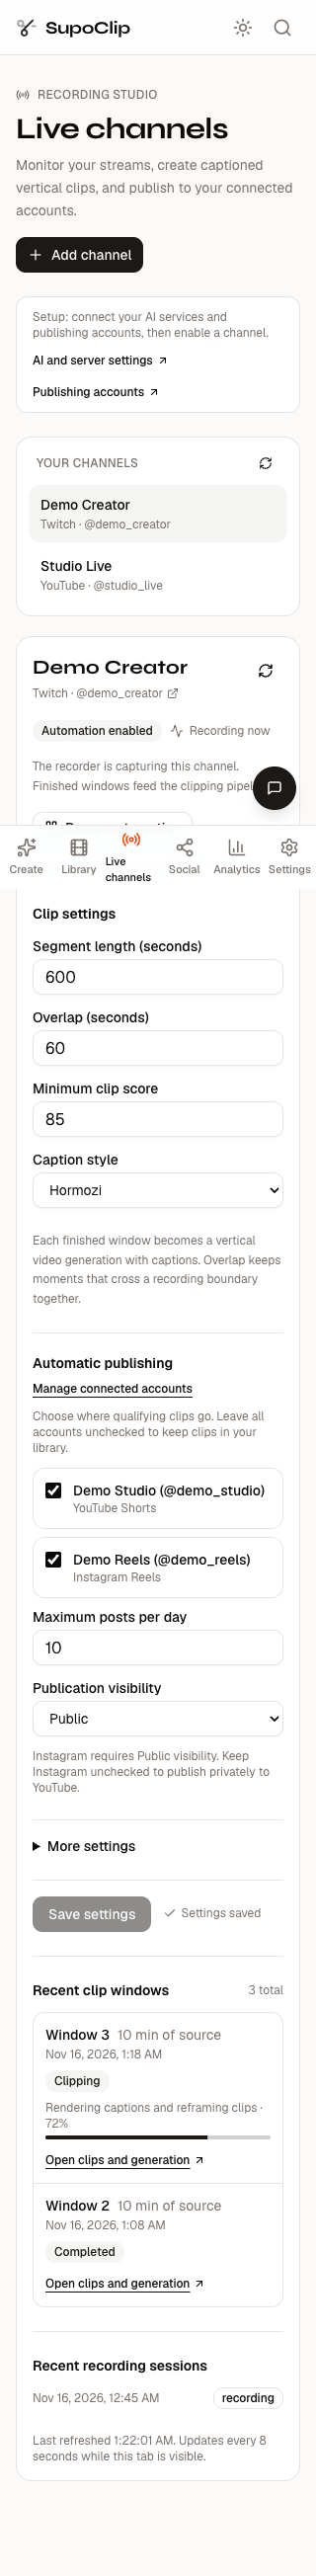 SupoClip
RECORDING STUDIO
Live channels
Monitor your streams, create captioned
vertical clips, and publish to your connected
accounts.
Add channel
Setup: connect your AI services and
publishing accounts, then enable a channel.
AI and server settings
Publishing accounts
YOUR CHANNELS
Demo Creator
Twitch · @demo_creator
Studio Live
YouTube · @studio_live
Demo Creator
Twitch · @demo_creator
Automation enabled
Recording now
The recorder is capturing this channel.
Finished windows feed the clipping
Create
Library
Live
channels
Social
Analytics
Settings
Clip settings
Segment length (seconds)
600
Overlap (seconds)
60
Minimum clip score
85
Caption style
Hormozi
Each finished window becomes a vertical
video generation with captions. Overlap keeps
moments that cross a recording boundary
together.
Automatic publishing
Manage connected accounts
Choose where qualifying clips go. Leave all
accounts unchecked to keep clips in your
library.
Demo Studio (@demo_studio)
YouTube Shorts
Demo Reels (@demo_reels)
Instagram Reels
Maximum posts per day
10
Publication visibility
Public
Instagram requires Public visibility. Keep
Instagram unchecked to publish privately to
YouTube.
More settings
Save settings
Settings saved
Recent clip windows
3 total
Window 3 10 min of source
Nov 16, 2026, 1:18 AM
Clipping
Rendering captions and reframing clips ·
72%
Open clips and generation
Window 2 10 min of source
Nov 16, 2026, 1:08 AM
Completed
Open clips and generation
Recent recording sessions
Nov 16, 2026, 12:45 AM
recording
Last refreshed 1:22:01 AM. Updates every 8
seconds while this tab is visible.